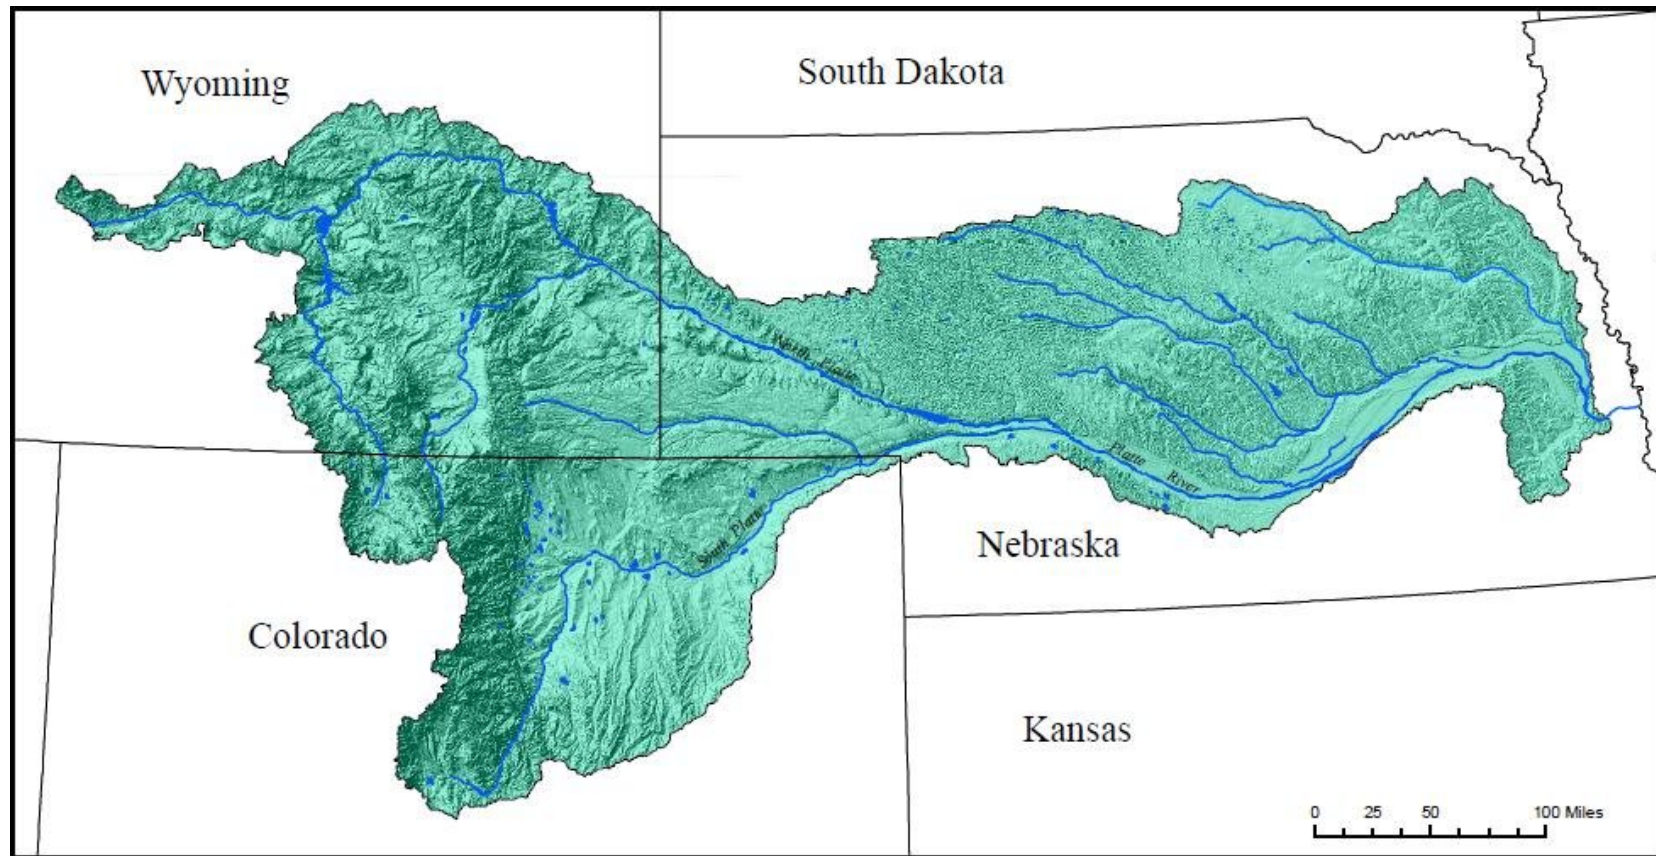 Wyoming
South Dakota
North Platte
Platte River
South Platte
Nebraska
Colorado
Kansas
0 25 50 100 Miles